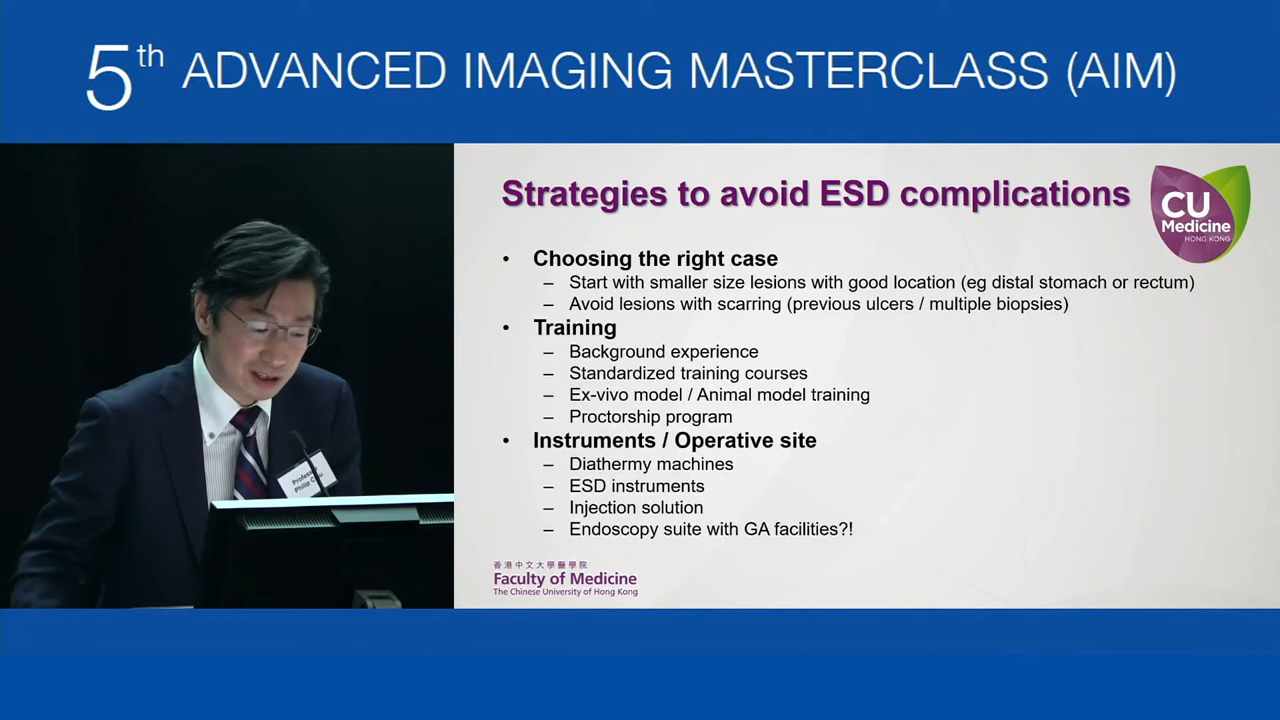 5th ADVANCED IMAGING MASTERCLASS (AIM)
Strategies to avoid ESD complications
CU
Medicine
HONG KONG
• Choosing the right case
– Start with smaller size lesions with good location (eg distal stomach or rectum)
– Avoid lesions with scarring (previous ulcers / multiple biopsies)
• Training
– Background experience
– Standardized training courses
– Ex-vivo model / Animal model training
– Proctorship program
• Instruments / Operative site
– Diathermy machines
– ESD instruments
– Injection solution
– Endoscopy suite with GA facilities?!
Philip
香港中文大學醫學院
Faculty of Medicine
The Chinese University of Hong Kong